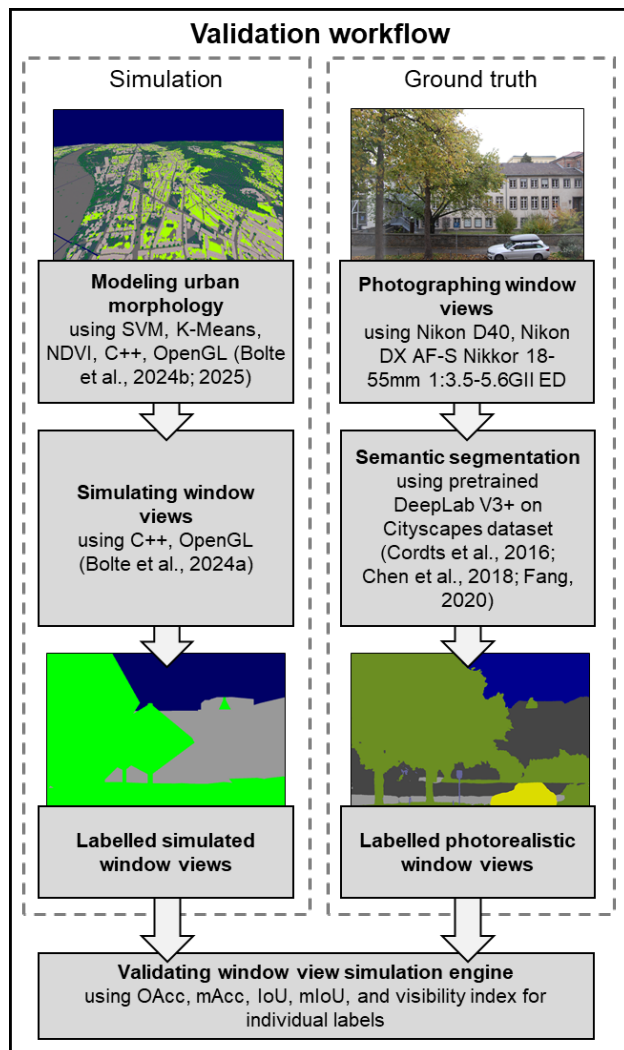 Validation workflow
Simulation
Modeling urban
morphology
using SVM, K-Means,
NDVI, C++, OpenGL (Bolte
et al., 2024b; 2025)
Simulating window
views
using C++, OpenGL
(Bolte et al., 2024a)
Labelled simulated
window views
Ground truth
Photographing window
views
using Nikon D40, Nikon
DX AF-S Nikkor 18-
55mm 1:3.5-5.6GII ED
Semantic segmentation
using pretrained
DeepLab V3+ on
Cityscapes dataset
(Cordts et al., 2016;
Chen et al., 2018; Fang,
2020)
Labelled photorealistic
window views
Validating window view simulation engine
using OAcc, mAcc, IoU, mIoU, and visibility index for
individual labels